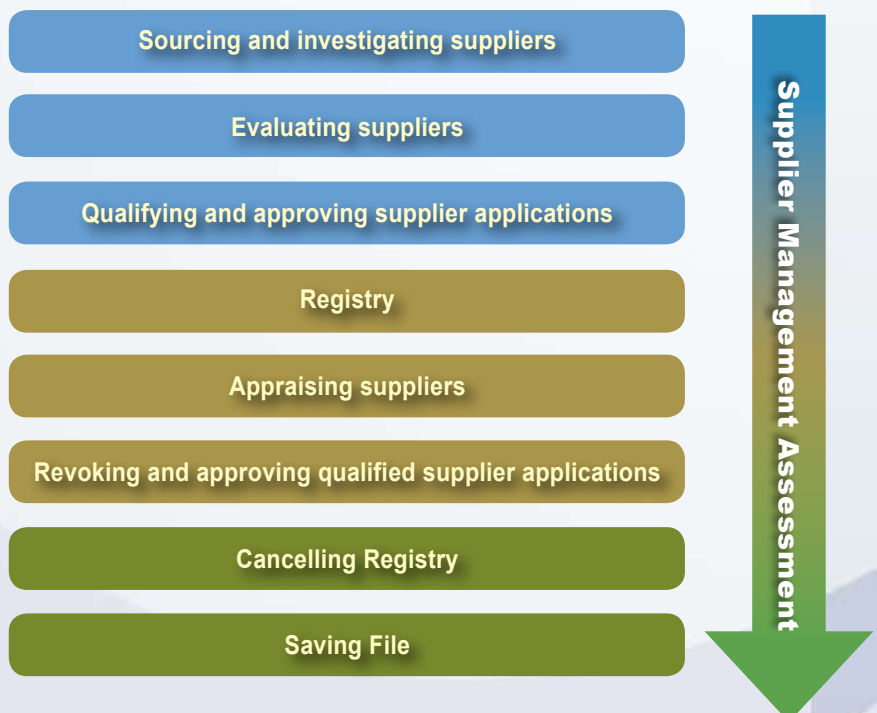 Sourcing and investigating suppliers
Evaluating suppliers
Qualifying and approving supplier applications
Registry
Appraising suppliers
Revoking and approving qualified supplier applications
Cancelling Registry
Saving File
Supplier Management Assessment